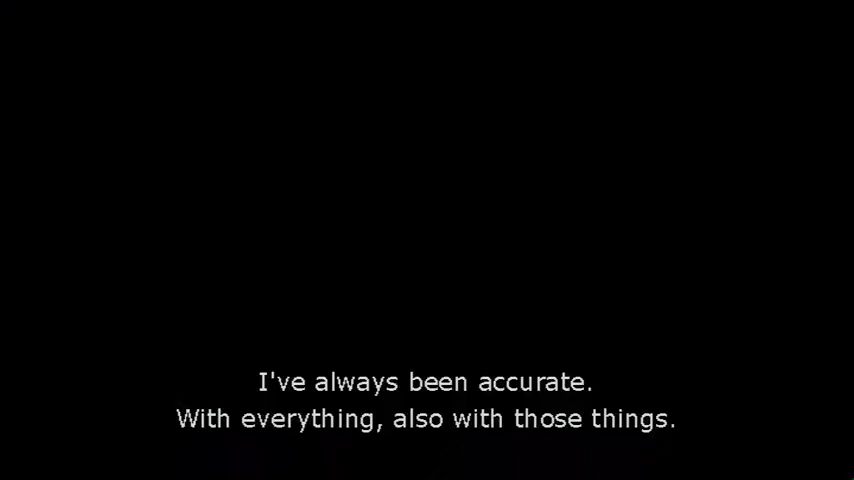 I've always been accurate.
With everything, also with those things.